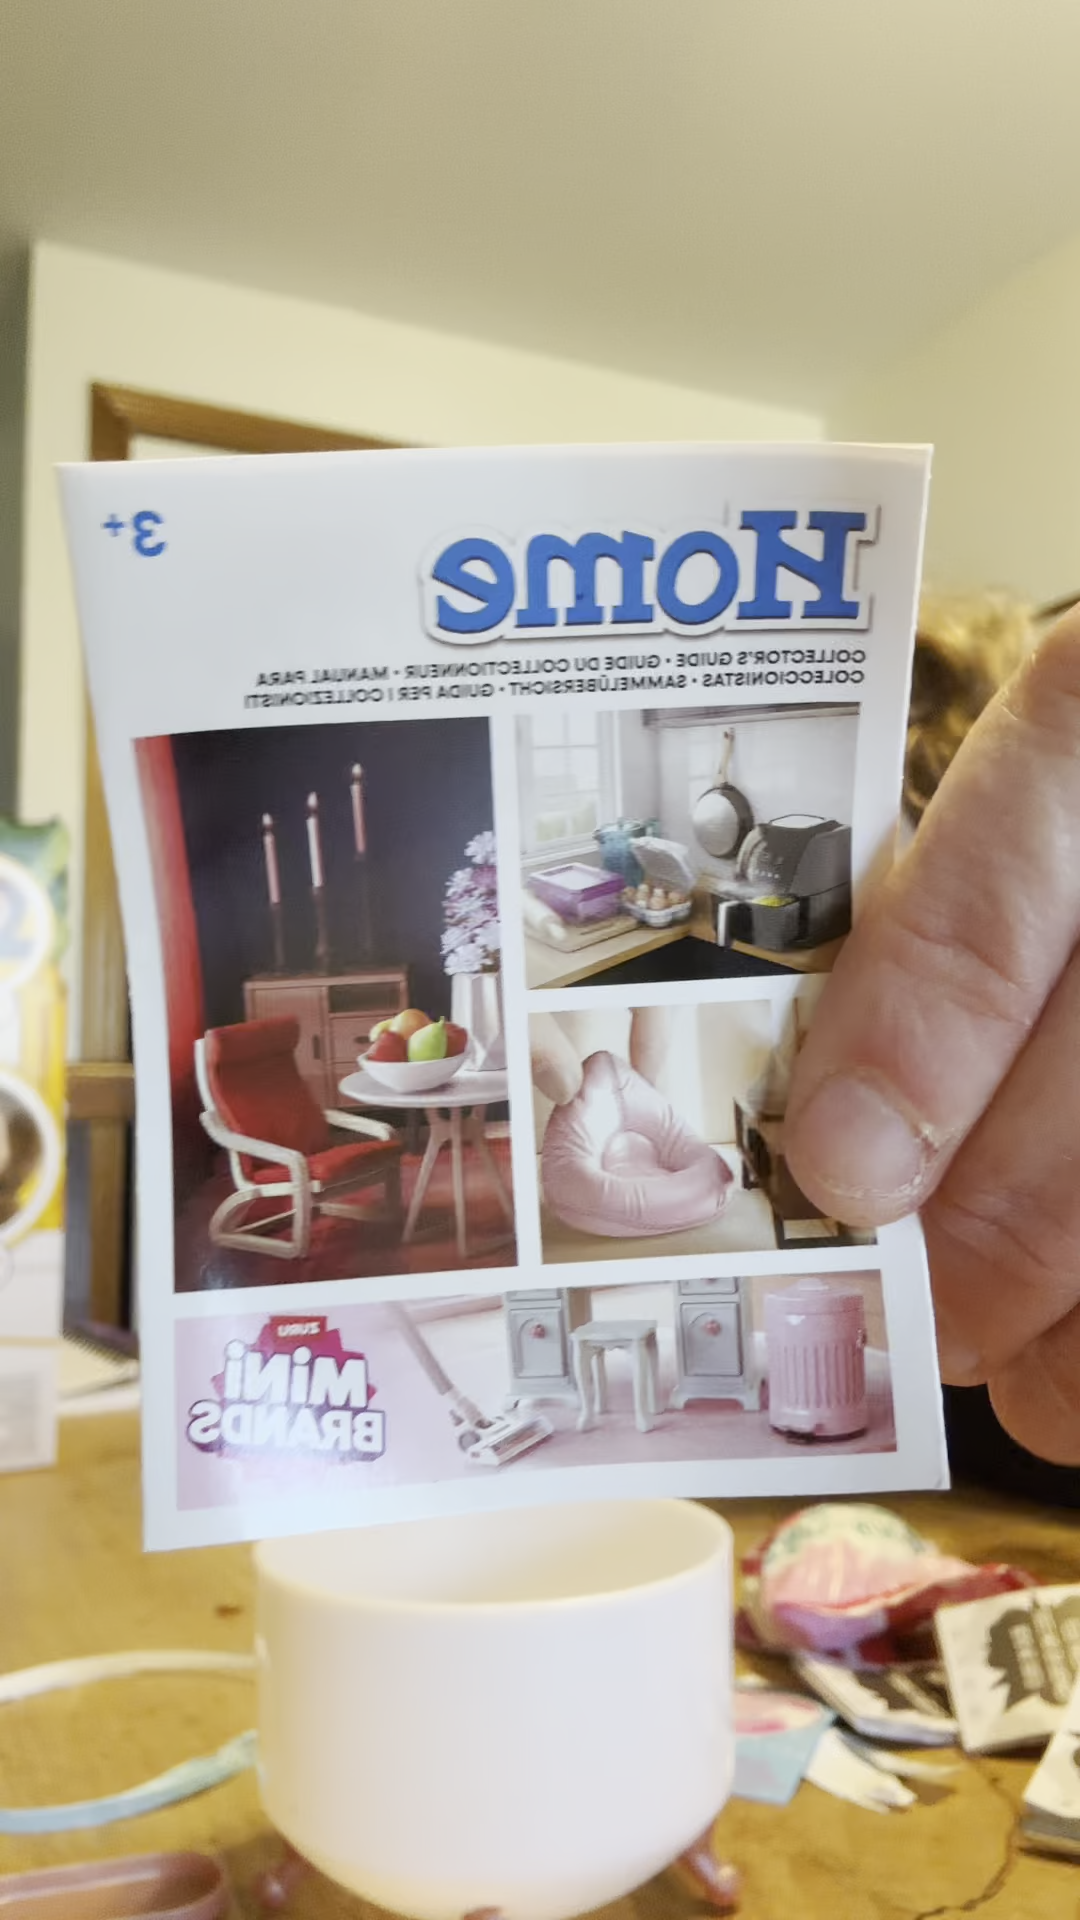 Home
3+
COLLECTOR'S GUIDE • GUIDE DU COLLECTIONNEUR • MANUAL PARA
COLECCIONISTAS • SAMMELÜBERSICHT • GUIDA PER I COLLEZIONISTI
ZURU
MINI
BRANDS